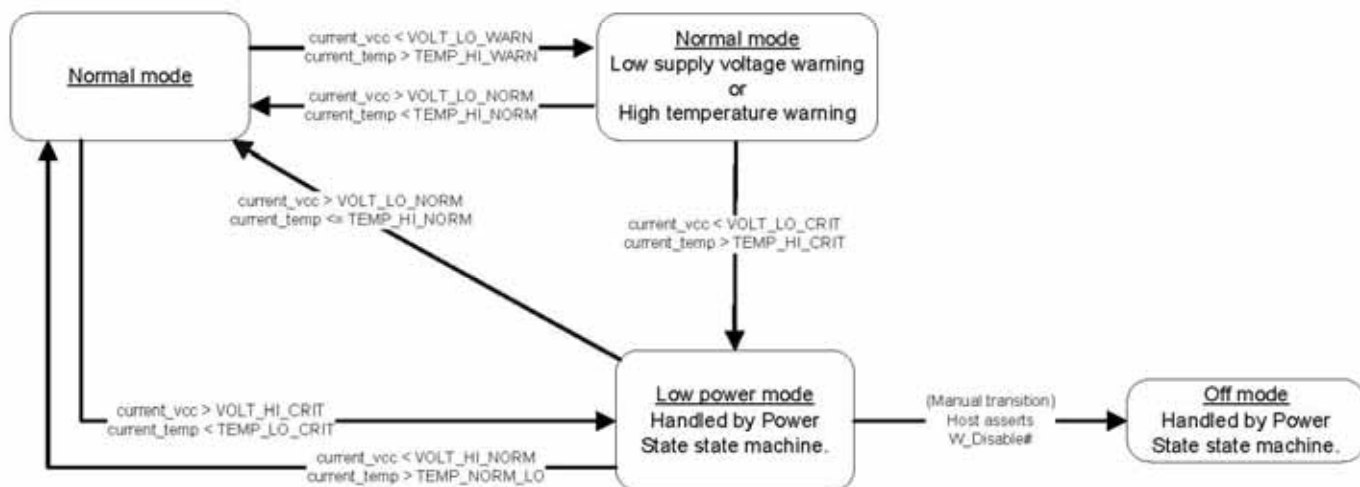 Normal mode
current_vcc < VOLT_LO_WARN
current_temp > TEMP_HI_WARN
current_vcc > VOLT_LO_NORM
current_temp < TEMP_HI_NORM
Normal mode
Low supply voltage warning
or
High temperature warning
current_vcc > VOLT_LO_NORM
current_temp <= TEMP_HI_NORM
current_vcc < VOLT_LO_CRIT
current_temp > TEMP_HI_CRIT
current_vcc > VOLT_HI_CRIT
current_temp < TEMP_LO_CRIT
current_vcc < VOLT_HI_NORM
current_temp > TEMP_NORM_LO
Low power mode
Handled by Power
State state machine.
(Manual transition)
Host asserts
W_Disable#
Off mode
Handled by Power
State state machine.